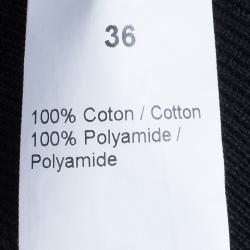 36
100% Coton / Cotton
100% Polyamide /
Polyamide